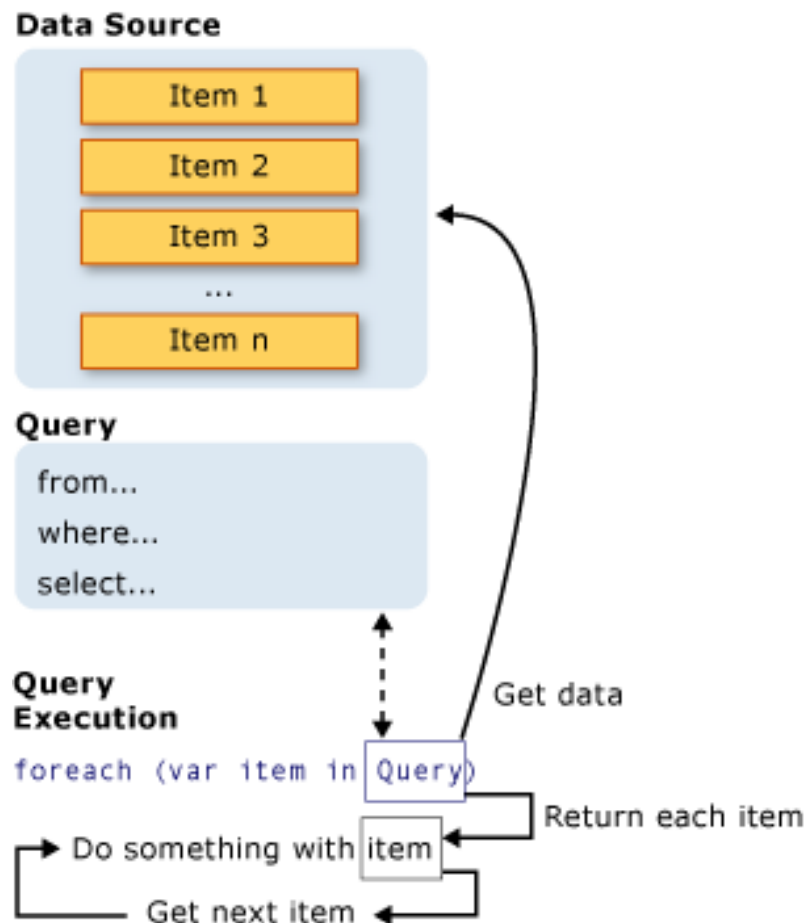 Data Source
Item 1
Item 2
Item 3
...
Item n
Query
from...
where...
select...
Query
Execution
Get data
foreach (var item in Query)
Return each item
Do something with item
Get next item